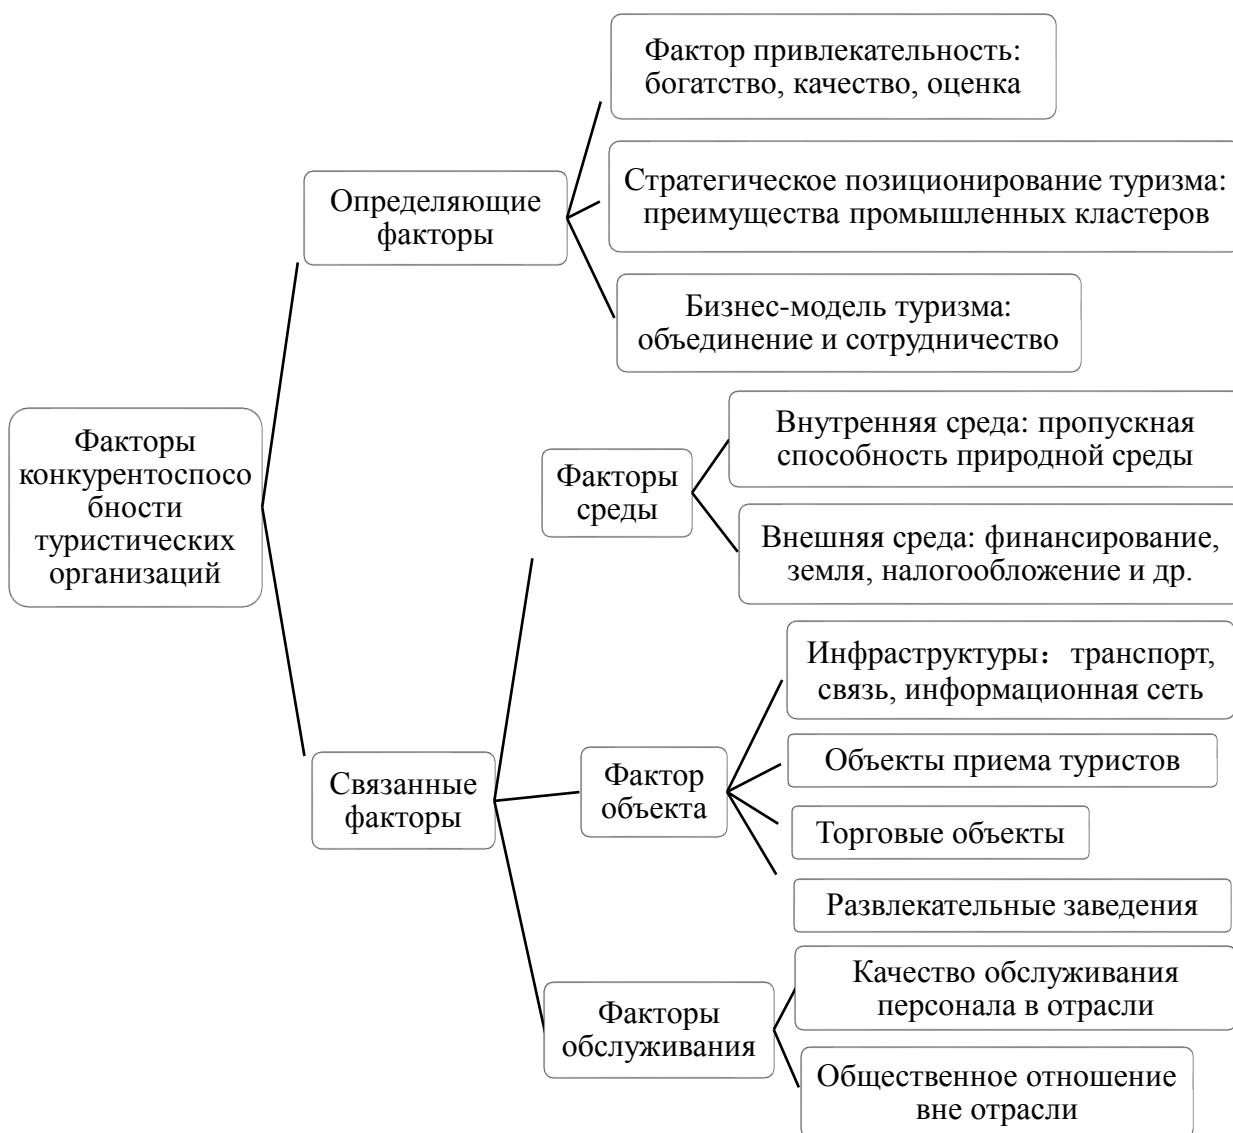 Фактор привлекательность:
богатство, качество, оценка
Стратегическое позиционирование туризма:
преимущества промышленных кластеров
Определяющие
факторы
Бизнес-модель туризма:
объединение и сотрудничество
Факторы
конкурентоспосо
бности
туристических
организаций
Внутренняя среда: пропускная
способность природной среды
Факторы
среды
Внешняя среда: финансирование,
земля, налогообложение и др.
Инфраструктуры： транспорт,
связь, информационная сеть
Связанные
факторы
Фактор
объекта
Объекты приема туристов
Торговые объекты
Развлекательные заведения
Факторы
обслуживания
Качество обслуживания
персонала в отрасли
Общественное отношение
вне отрасли